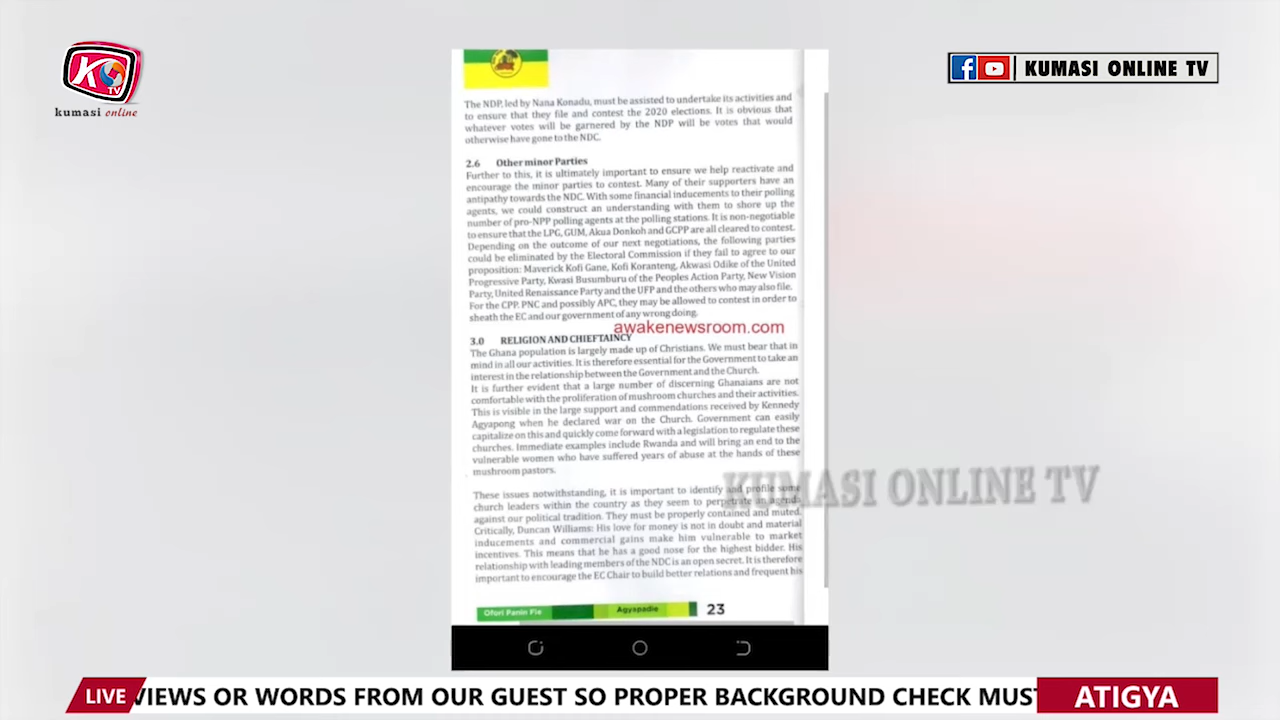 K
TV
kumasi online
KUMASI ONLINE TV
The NDP, led by Nana Konadu, must be assisted to undertake its activities and
to ensure that they file and contest the 2020 elections. It is obvious that
whatever votes will be garnered by the NDP will be votes that would
otherwise have gone to the NDC.
2.6 Other minor Parties
Further to this, it is ultimately important to ensure we help reactivate and
encourage the minor parties to contest. Many of their supporters have an
antipathy towards the NDC. With some financial inducements to their polling
agents, we could construct an understanding with them to shore up the
number of pro-NPP polling agents at the polling stations. It is non-negotiable
to ensure that the LPG, GUM, Akua Donkoh and GCPP are all cleared to contest.
Depending on the outcome of our next negotiations, the following parties
could be eliminated by the Electoral Commission if they fail to agree to our
proposition: Maverick Kofi Gane, Kofi Koranteng, Akwasi Odike of the United
Progressive Party, Kwasi Busumburu of the Peoples Action Party, New Vision
Party, United Renaissance Party and the UFP and the others who may also file.
For the CPP, PNC and possibly APC, they may be allowed to contest in order to
sheath the EC and our government of any wrong doing.
awakenewsroom.com
3.0 RELIGION AND CHIEFTAINCY
The Ghana population is largely made up of Christians. We must bear that in
mind in all our activities. It is therefore essential for the Government to take an
interest in the relationship between the Government and the Church.
It is further evident that a large number of discerning Ghanaians are not
comfortable with the proliferation of mushroom churches and their activities.
This is visible in the large support and commendations received by Kennedy
Agyapong when he declared war on the Church. Government can easily
capitalize on this and quickly come forward with a legislation to regulate these
churches. Immediate examples include Rwanda and will bring an end to the
vulnerable women who have suffered years of abuse at the hands of these
mushroom pastors.
KUMASI ONLINE TV
These issues notwithstanding, it is important to identify and profile some
church leaders within the country as they seem to perpetrate an agenda
against our political tradition. They must be properly contained and muted.
Critically, Duncan Williams: His love for money is not in doubt and material
inducements and commercial gains make him vulnerable to market
incentives. This means that he has a good nose for the highest bidder. His
relationship with leading members of the NDC is an open secret. It is therefore
important to encourage the EC Chair to build better relations and frequent his
Ofori Panin Fie Agyapadie 23
LIVE VIEWS OR WORDS FROM OUR GUEST SO PROPER BACKGROUND CHECK MUST ATIGYA